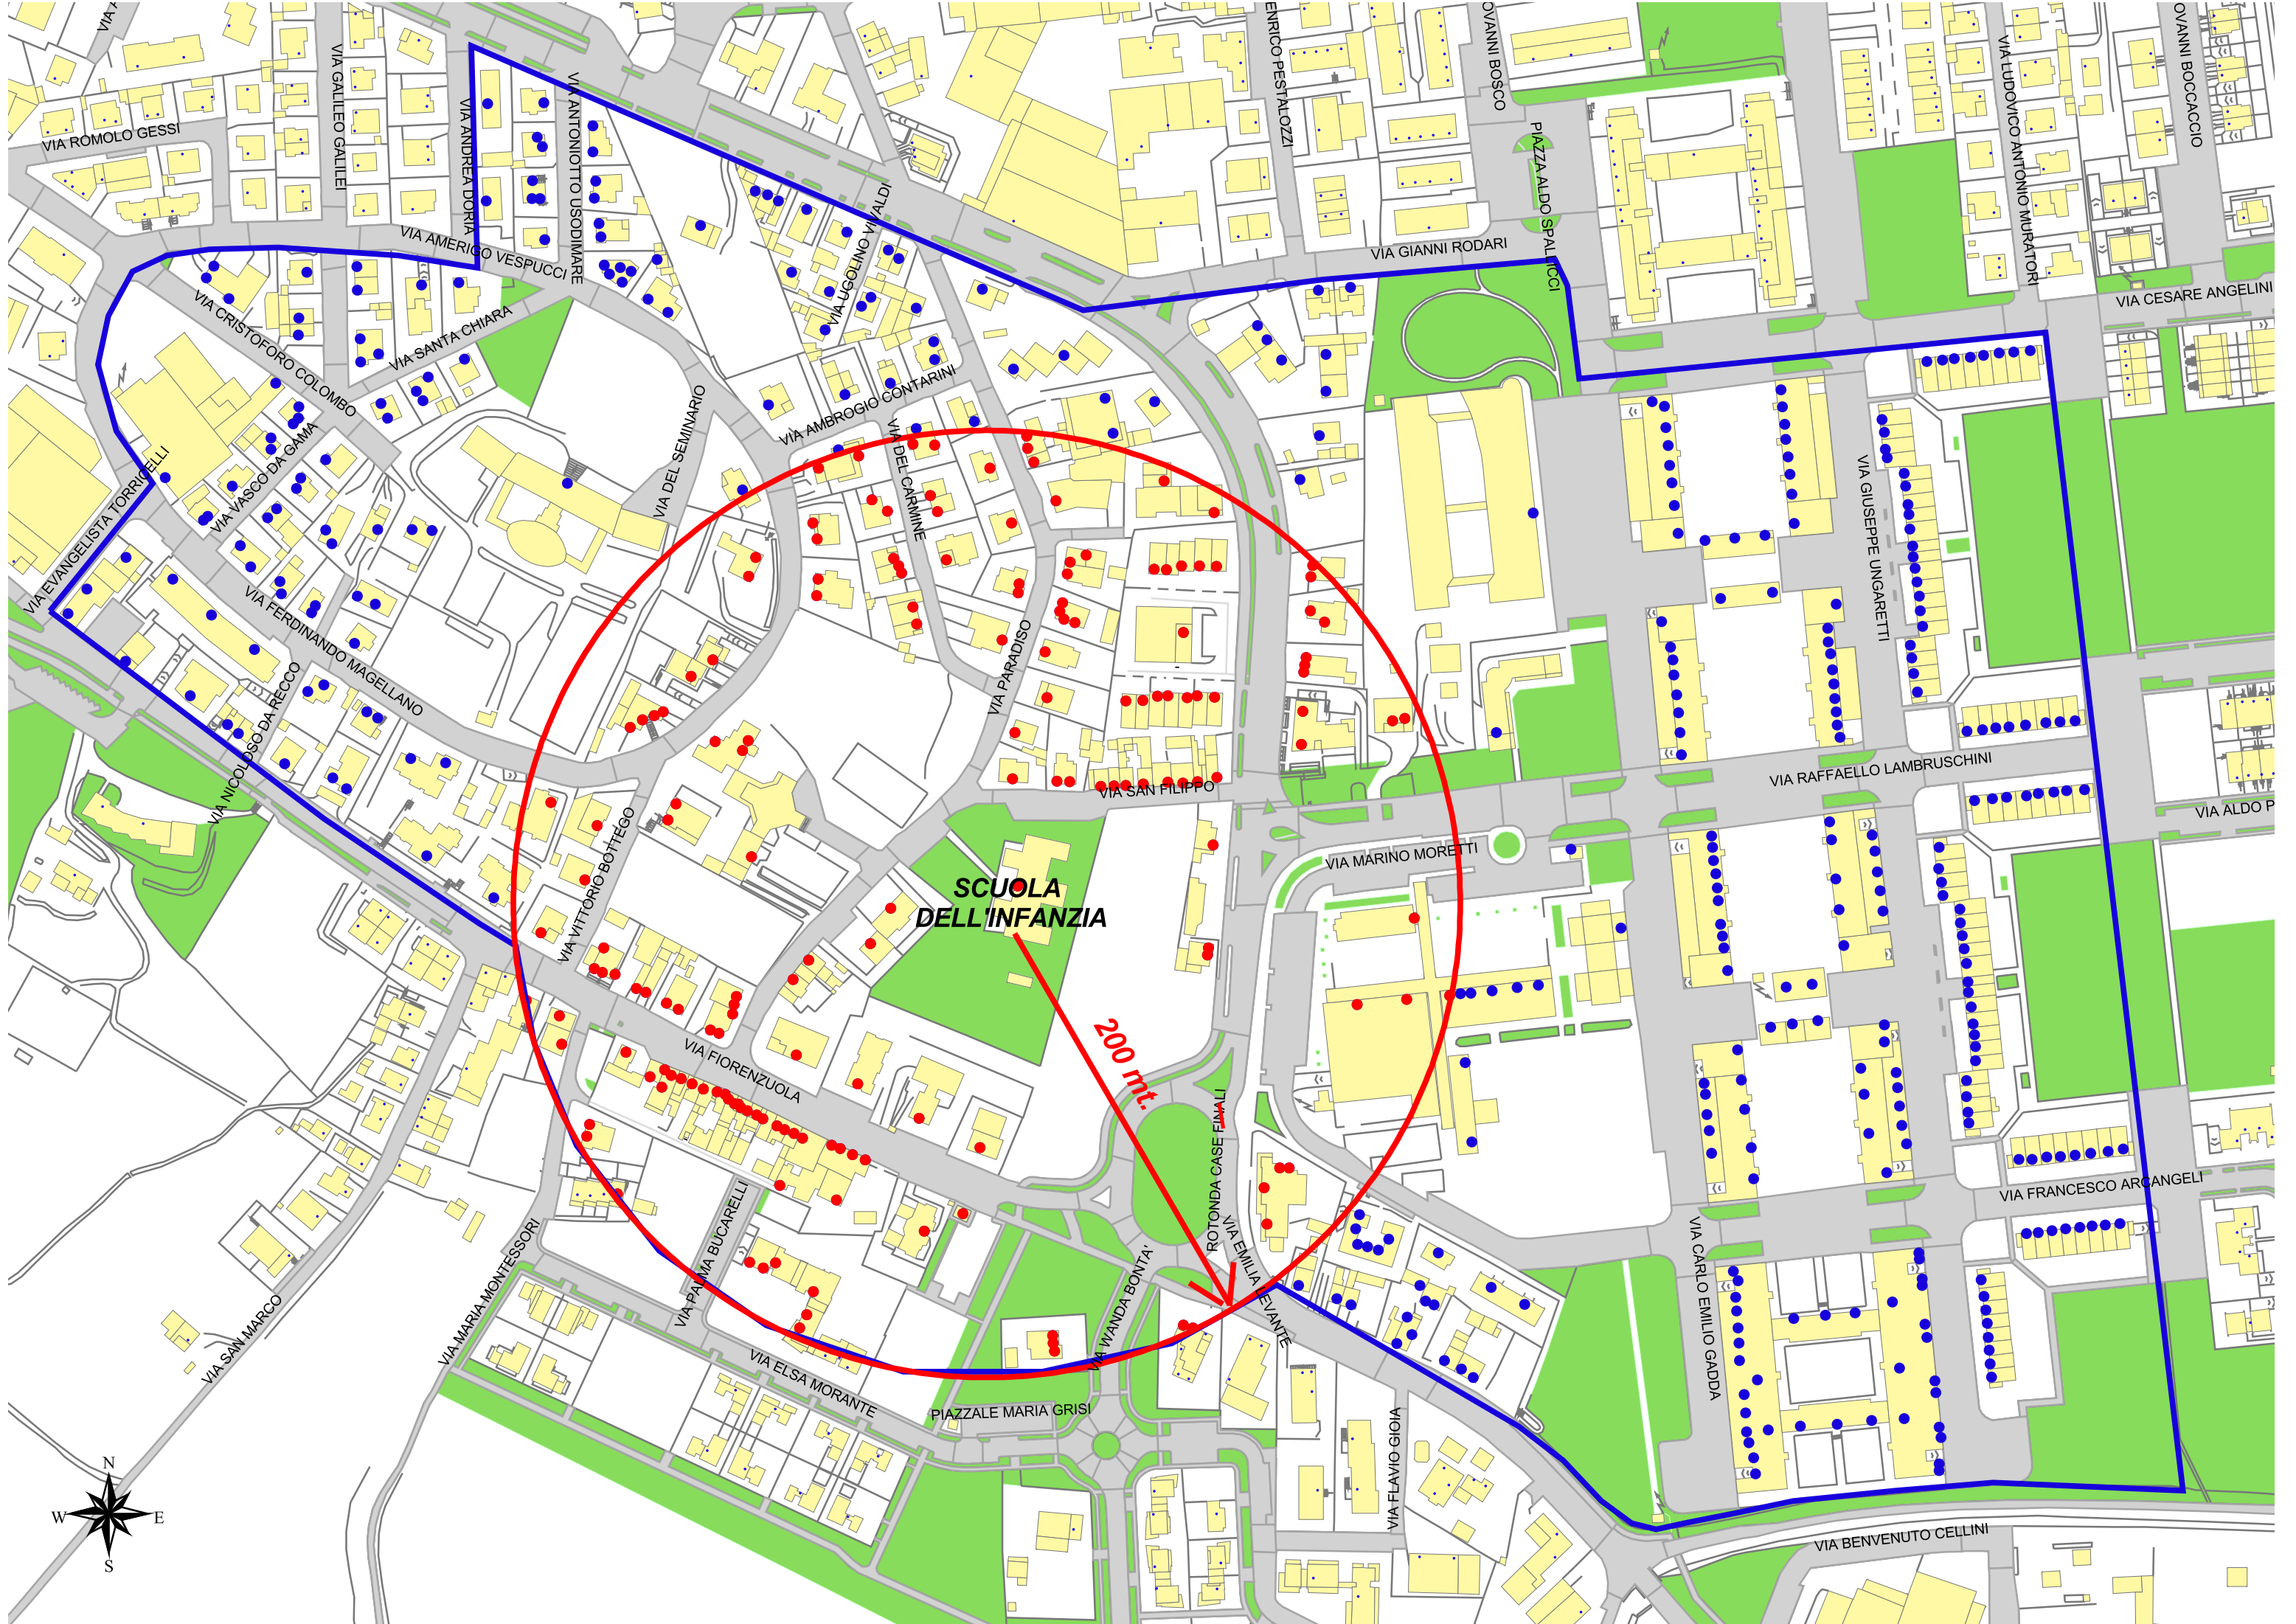 VIA GALILEO GALILEI
VIA ROMOLO GESSI
VIA ANDREA DORIA
VIA ANTONIOTTO USODIMARE
VIA AMERIGO VESPUCCI
VIA UGOLINO VIVALDI
ENRICO PESTALOZZI
OVANNI BOSCO
PIAZZA ALDO SPALLICCI
VIA GIANNI RODARI
VIA LUDOVICO ANTONIO MURATORI
OVANNI BOCCACCIO
VIA CESARE ANGELINI
VIA CRISTOFORO COLOMBO
VIA SANTA CHIARA
VIA AMBROGIO CONTARINI
VIA DEL SEMINARIO
VIA DEL CARMINE
VIA VASCO DA GAMA
VIA EVANGELISTA TORRICELLI
VIA GIUSEPPE UNGARETTI
VIA FERDINANDO MAGELLANO
VIA NICOLOSO DA RECCO
VIA PARADISO
VIA SAN FILIPPO
VIA RAFFAELLO LAMBRUSCHINI
VIA ALDO P
VIA VITTORIO BOTTEGO
VIA MARINO MORETTI
SCUOLA
DELL'INFANZIA
200 mt.
VIA FIORENZUOLA
ROTONDA CASE FINALI
VIA FRANCESCO ARCANGELI
VIA PALMA BUCARELLI
VIA MARIA MONTESSORI
VIA SAN MARCO
VIA WANDA BONTA'
VIA EMILIA LEVANTE
VIA CARLO EMILIO GADDA
VIA ELSA MORANTE
PIAZZALE MARIA GRISI
VIA FLAVIO GIOIA
VIA BENVENUTO CELLINI
N
W
E
S